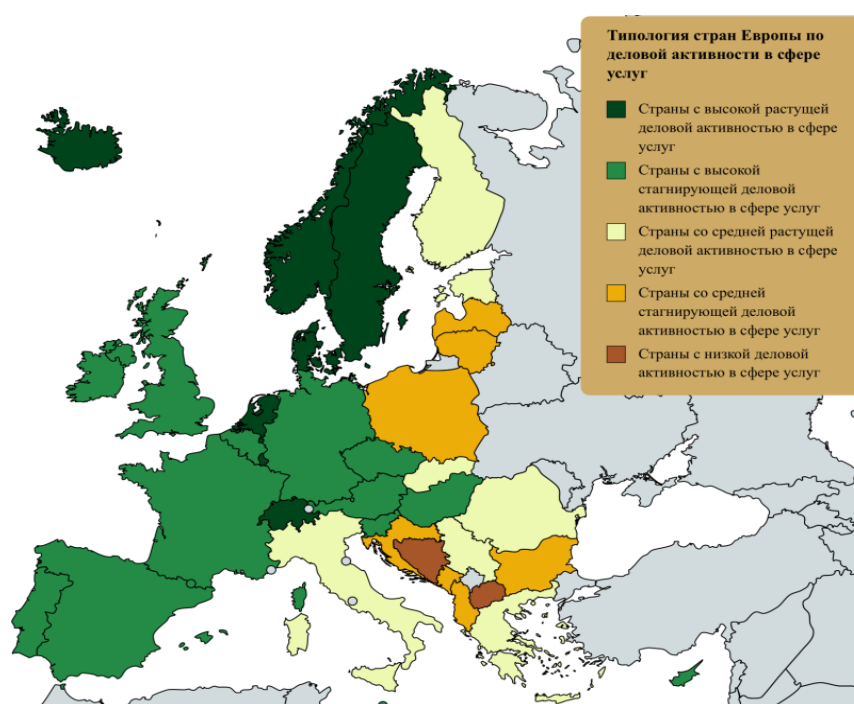 Типология стран Европы по
деловой активности в сфере
услуг
Страны с высокой растущей
деловой активностью в сфере
услуг
Страны с высокой
стагнирующей деловой
активностью в сфере услуг
Страны со средней растущей
деловой активностью в сфере
услуг
Страны со средней
стагнирующей деловой
активностью в сфере услуг
Страны с низкой деловой
активностью в сфере услуг